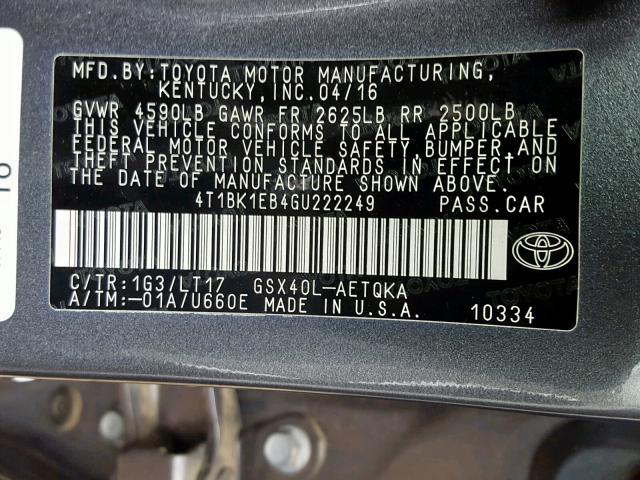 MFD.BY:TOYOTA MOTOR MANUFACTURING,
KENTUCKY,INC.04/16
GVWR 4590LB GAWR FR 2625LB RR 2500LB
THIS VEHICLE CONFORMS TO ALL APPLICABLE
FEDERAL MOTOR VEHICLE SAFETY,BUMPER AND
THEFT PREVENTION STANDARDS IN EFFECT ON
THE DATE OF MANUFACTURE SHOWN ABOVE.
4T1BK1EB4GU222249 PASS.CAR
C/TR:1G3/LT17 GSX40L-AETQKA
A/TM:-01A/U660E MADE IN U.S.A. 10334